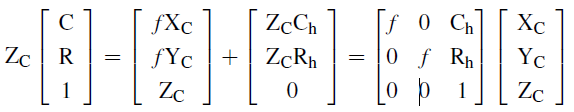 Z_C [C R 1] = [fX_C fY_C Z_C] + [Z_C C_h Z_C R_h 0] = [f 0 C_h; 0 f R_h; 0 0 1] [X_C Y_C Z_C]